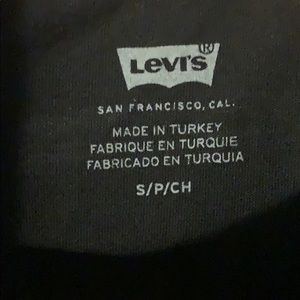 Levi's®
SAN FRANCISCO, CAL.
MADE IN TURKEY
FABRIQUE EN TURQUIE
FABRICADO EN TURQUIA
S/P/CH